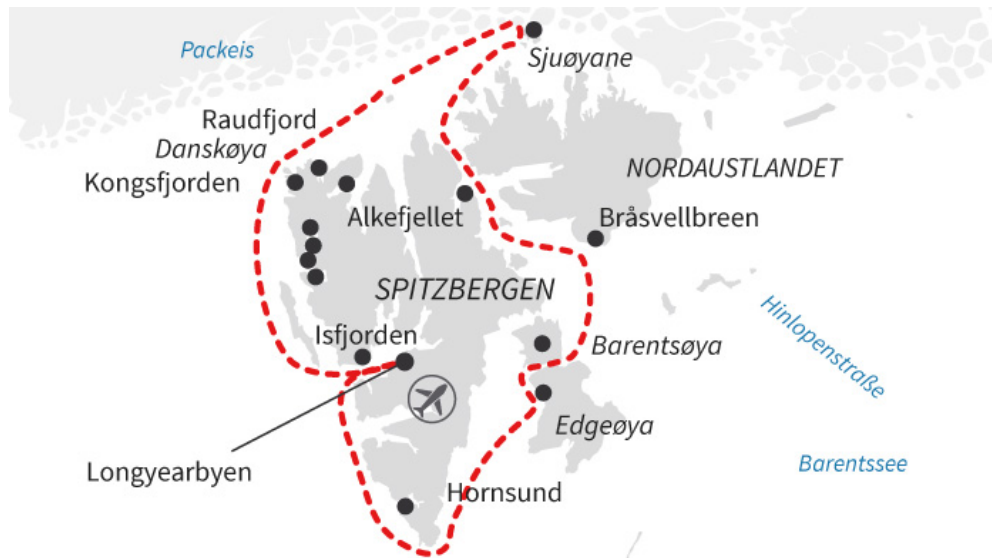 Packeis
Sjuøyane
Raudfjord
Danskøya
Kongsfjorden
NORDAUSTLANDET
Alkefjellet
Bråsvellbreen
SPITZBERGEN
Hinlopenstraße
Isfjorden
Barentsøya
Edgeøya
Longyearbyen
Barentssee
Hornsund